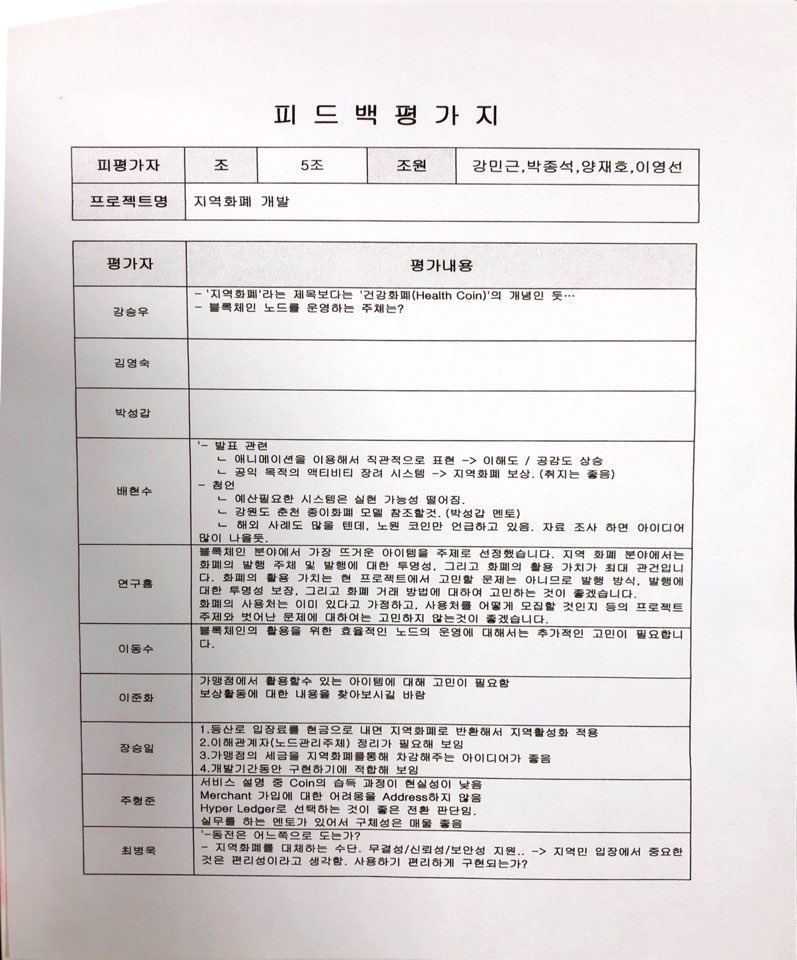 피드백평가지
피평가자 조 5조 조원 강민근,박종석,양재호,이영선
프로젝트명 지역화폐 개발
평가자 평가내용
강승우
- '지역화폐'라는 제목보다는 '건강화폐(Health Coin)'의 개념인 듯…
- 블록체인 노드를 운영하는 주체는?
김명숙
박성갑
배현수
'- 발표 관련
ㄴ 애니메이션을 이용해서 직관적으로 표현 -> 이해도 / 공감도 상승
ㄴ 공익 목적의 액티비티 장려 시스템 -> 지역화폐 보상. (취지는 좋음)
- 첨언
ㄴ 예산필요한 시스템은 실현 가능성 떨어짐.
ㄴ 강원도 춘천 종이화폐 모델 참조할것. (박성갑 멘토)
ㄴ 해외 사례도 많을 텐데, 노원 코인만 언급하고 있음. 자료 조사 하면 아이디어
많이 나올듯.
연구흠
블록체인 분야에서 가장 뜨거운 아이템을 주제로 선정했습니다. 지역 화폐 분야에서는
화폐의 발행 주체 및 발행에 대한 투명성, 그리고 화폐의 활용 가치가 최대 관건입니
다. 화폐의 활용 가치는 현 프로젝트에서 고민할 문제는 아니므로 발행 방식, 발행에
대한 투명성 보장, 그리고 화폐 거래 방법에 대하여 고민하는 것이 좋겠습니다.
화폐의 사용처는 이미 있다고 가정하고, 사용처를 어떻게 모집할 것인지 등의 프로젝트
주제와 벗어난 문제에 대하여는 고민하지 않는것이 좋겠습니다.
이동수
블록체인의 활용을 위한 효율적인 노드의 운영에 대해서는 추가적인 고민이 필요합니
다.
이준화
가맹점에서 활용할수 있는 아이템에 대해 고민이 필요함
보상활동에 대한 내용을 찾아보시길 바람
장승일
1.등산로 입장료를 현금으로 내면 지역화폐로 반환해서 지역활성화 적용
2.이해관계자(노드관리주체) 정리가 필요해 보임
3.가맹점의 세금을 지역화폐를통해 차감해주는 아이디어가 좋음
4.개발기간동안 구현하기에 적합해 보임
주형준
서비스 설명 중 Coin의 습득 과정이 현실성이 낮음
Merchant 가입에 대한 어려움을 Address하지 않음
Hyper Ledger로 선택하는 것이 좋은 전환 판단임.
실무를 하는 멘토가 있어서 구체성은 매물 좋음
최병욱
'-동전은 어느쪽으로 도는가?
- 지역화폐를 대체하는 수단. 무결성/신뢰성/보안성 지원.. -> 지역민 입장에서 중요한
것은 편리성이라고 생각함. 사용하기 편리하게 구현되는가?